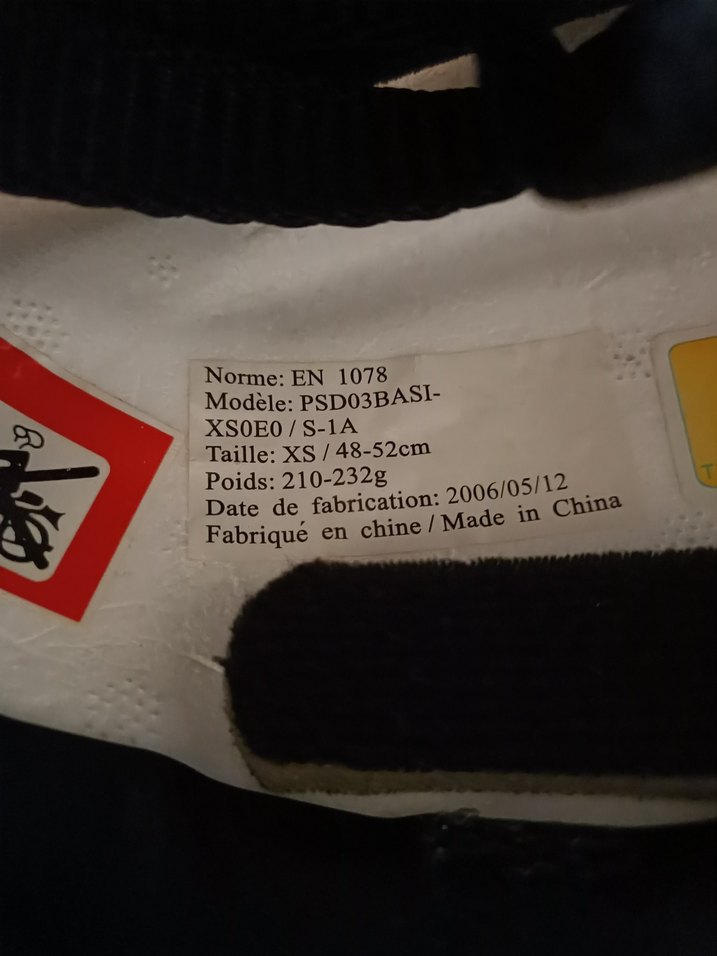 Norme: EN 1078
Modèle: PSD03BASI-
XS0E0 / S-1A
Taille: XS / 48-52cm
Poids: 210-232g
Date de fabrication: 2006/05/12
Fabriqué en chine / Made in China